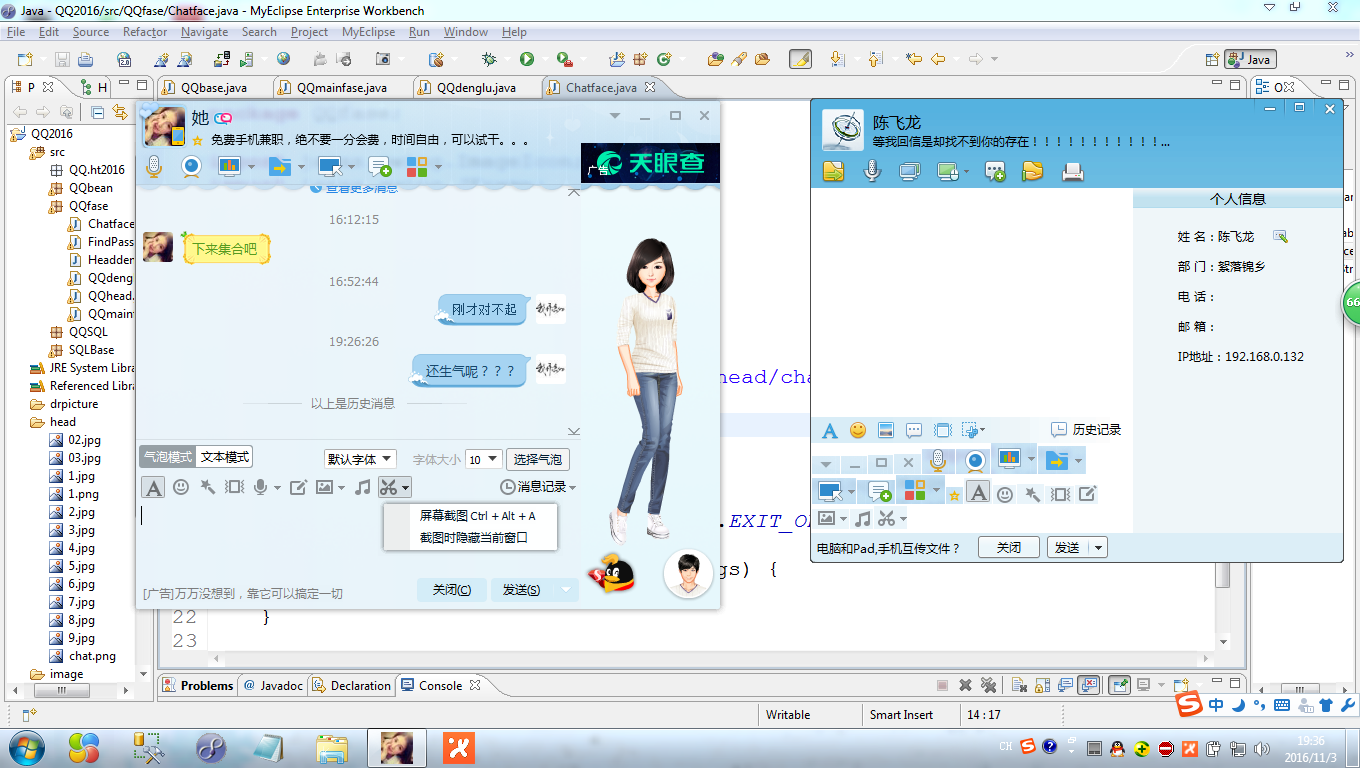 Java - QQ2016/src/QQfase/Chatface.java - MyEclipse Enterprise Workbench
File Edit Source Refactor Navigate Search Project MyEclipse Run Window Help
Java
P H QQbase.java QQmainfase.java QQdenglu.java Chatface.java O
QQ2016
src
QQ.ht2016
QQbean
QQfase
Chatface
FindPass
Headden
QQdeng
QQhead.
QQmainf
QQSQL
SQLBase
JRE System Libra
Referenced Libra
drpicture
head
02.jpg
03.jpg
1.jpg
1.png
2.jpg
3.jpg
4.jpg
5.jpg
6.jpg
7.jpg
8.jpg
9.jpg
chat.png
image
她
免费手机兼职，绝不要一分会费，时间自由，可以试干。。。
广告 天眼查
查看更多消息
16:12:15
下来集合吧
16:52:44
刚才对不起
19:26:26
还生气呢？？？
以上是历史消息
气泡模式 文本模式 默认字体 字体大小 10 选择气泡
消息记录
屏幕截图 Ctrl + Alt + A
截图时隐藏当前窗口
[广告]万万没想到，靠它可以搞定一切
关闭(C) 发送(S)
head/cha
.EXIT_O
gs) {
22 }
23
陈飞龙
等我回信是却找不到你的存在！！！！！！！！！！！...
个人信息
姓 名：陈飞龙
部 门：絮落锦乡
电 话：
邮 箱：
IP地址：192.168.0.132
历史记录
电脑和Pad,手机互传文件？ 关闭 发送
66
Problems Javadoc Declaration Console
Writable Smart Insert 14 : 17
中
CH
19:36
2016/11/3